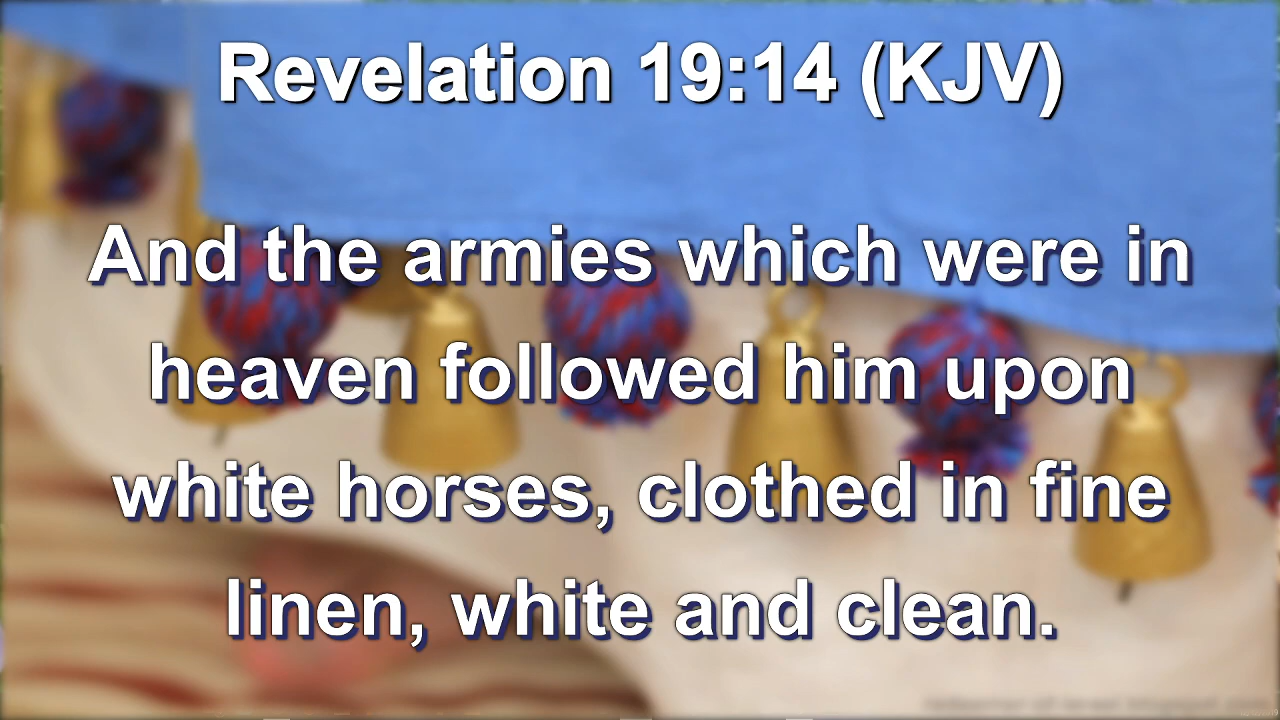 Revelation 19:14 (KJV)
And the armies which were in
heaven followed him upon
white horses, clothed in fine
linen, white and clean.